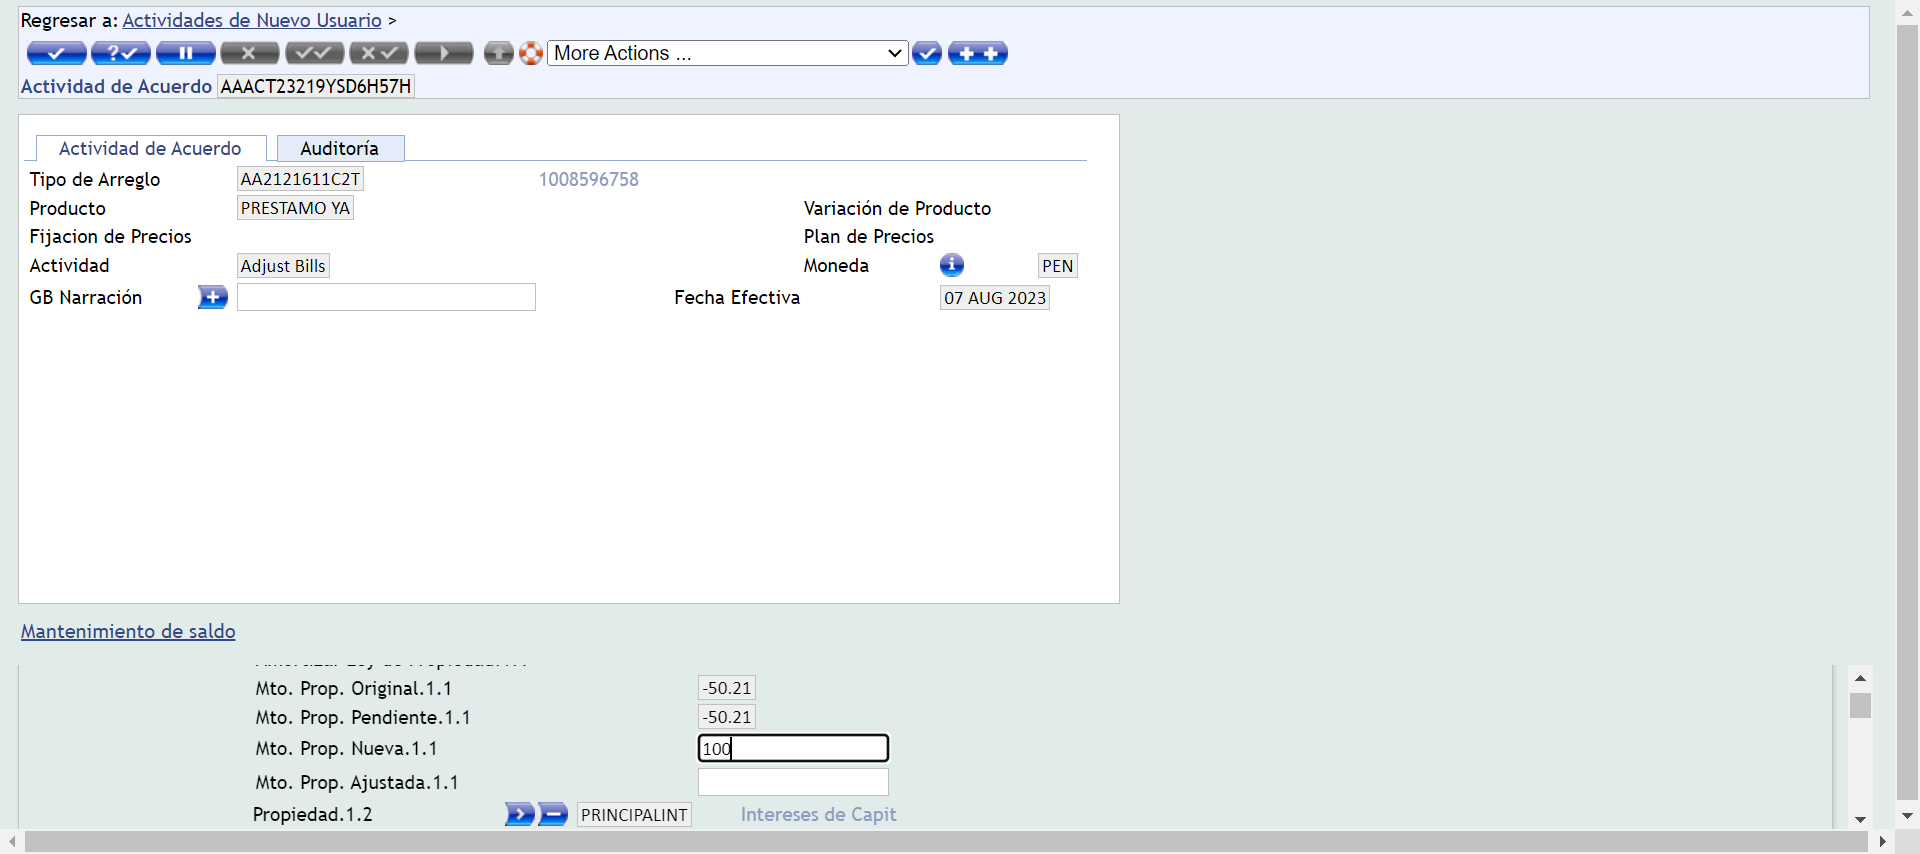 Regresar a: Actividades de Nuevo Usuario >
More Actions ...
Actividad de Acuerdo AAACT23219YSD6H57H
Actividad de Acuerdo Auditoría
Tipo de Arreglo AA2121611C2T 1008596758
Producto PRESTAMO YA Variación de Producto
Fijacion de Precios Plan de Precios
Actividad Adjust Bills Moneda PEN
GB Narración Fecha Efectiva 07 AUG 2023
Mantenimiento de saldo
Mto. Prop. Original.1.1 -50.21
Mto. Prop. Pendiente.1.1 -50.21
Mto. Prop. Nueva.1.1 100
Mto. Prop. Ajustada.1.1
Propiedad.1.2 PRINCIPALINT Intereses de Capit